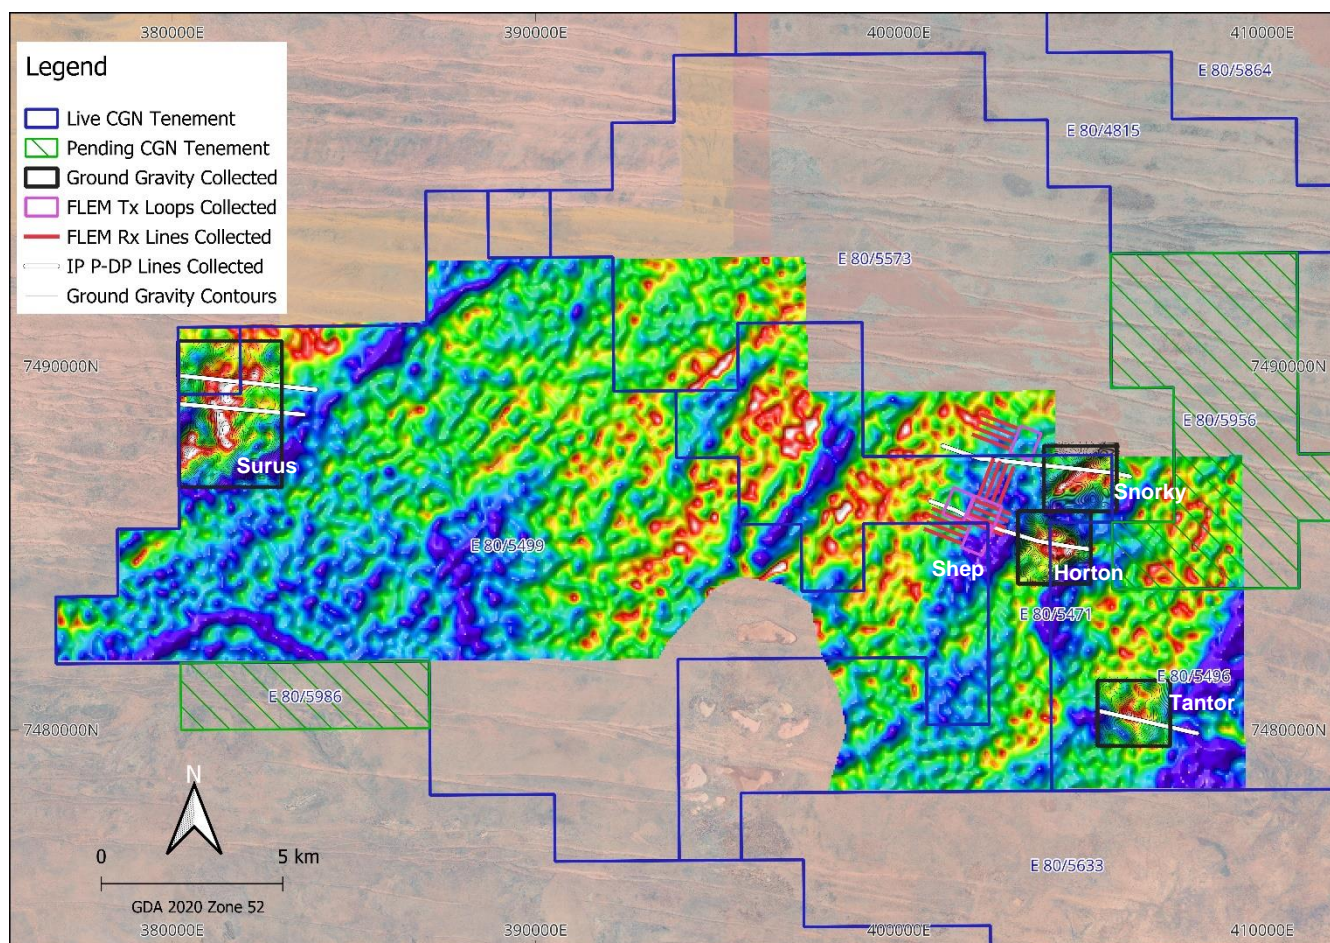 380000E
390000E
400000E
410000E
Legend
Live CGN Tenement
Pending CGN Tenement
Ground Gravity Collected
FLEM Tx Loops Collected
FLEM Rx Lines Collected
IP P-DP Lines Collected
Ground Gravity Contours
E 80/5864
E 80/4815
E 80/5573
7490000N
7490000N
E 80/5956
Surus
Snorky
E 80/5499
Shep
Horton
E 80/5471
E 80/5496
E 80/5986
Tantor
7480000N
7480000N
N
0
5 km
E 80/5633
GDA 2020 Zone 52
380000E
390000E
400000E
410000E